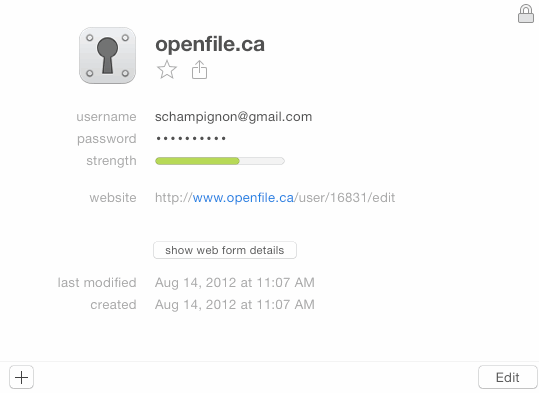 openfile.ca
username schampignon@gmail.com
password ••••••••••
strength
website http://www.openfile.ca/user/16831/edit
show web form details
last modified Aug 14, 2012 at 11:07 AM
created Aug 14, 2012 at 11:07 AM
+ Edit